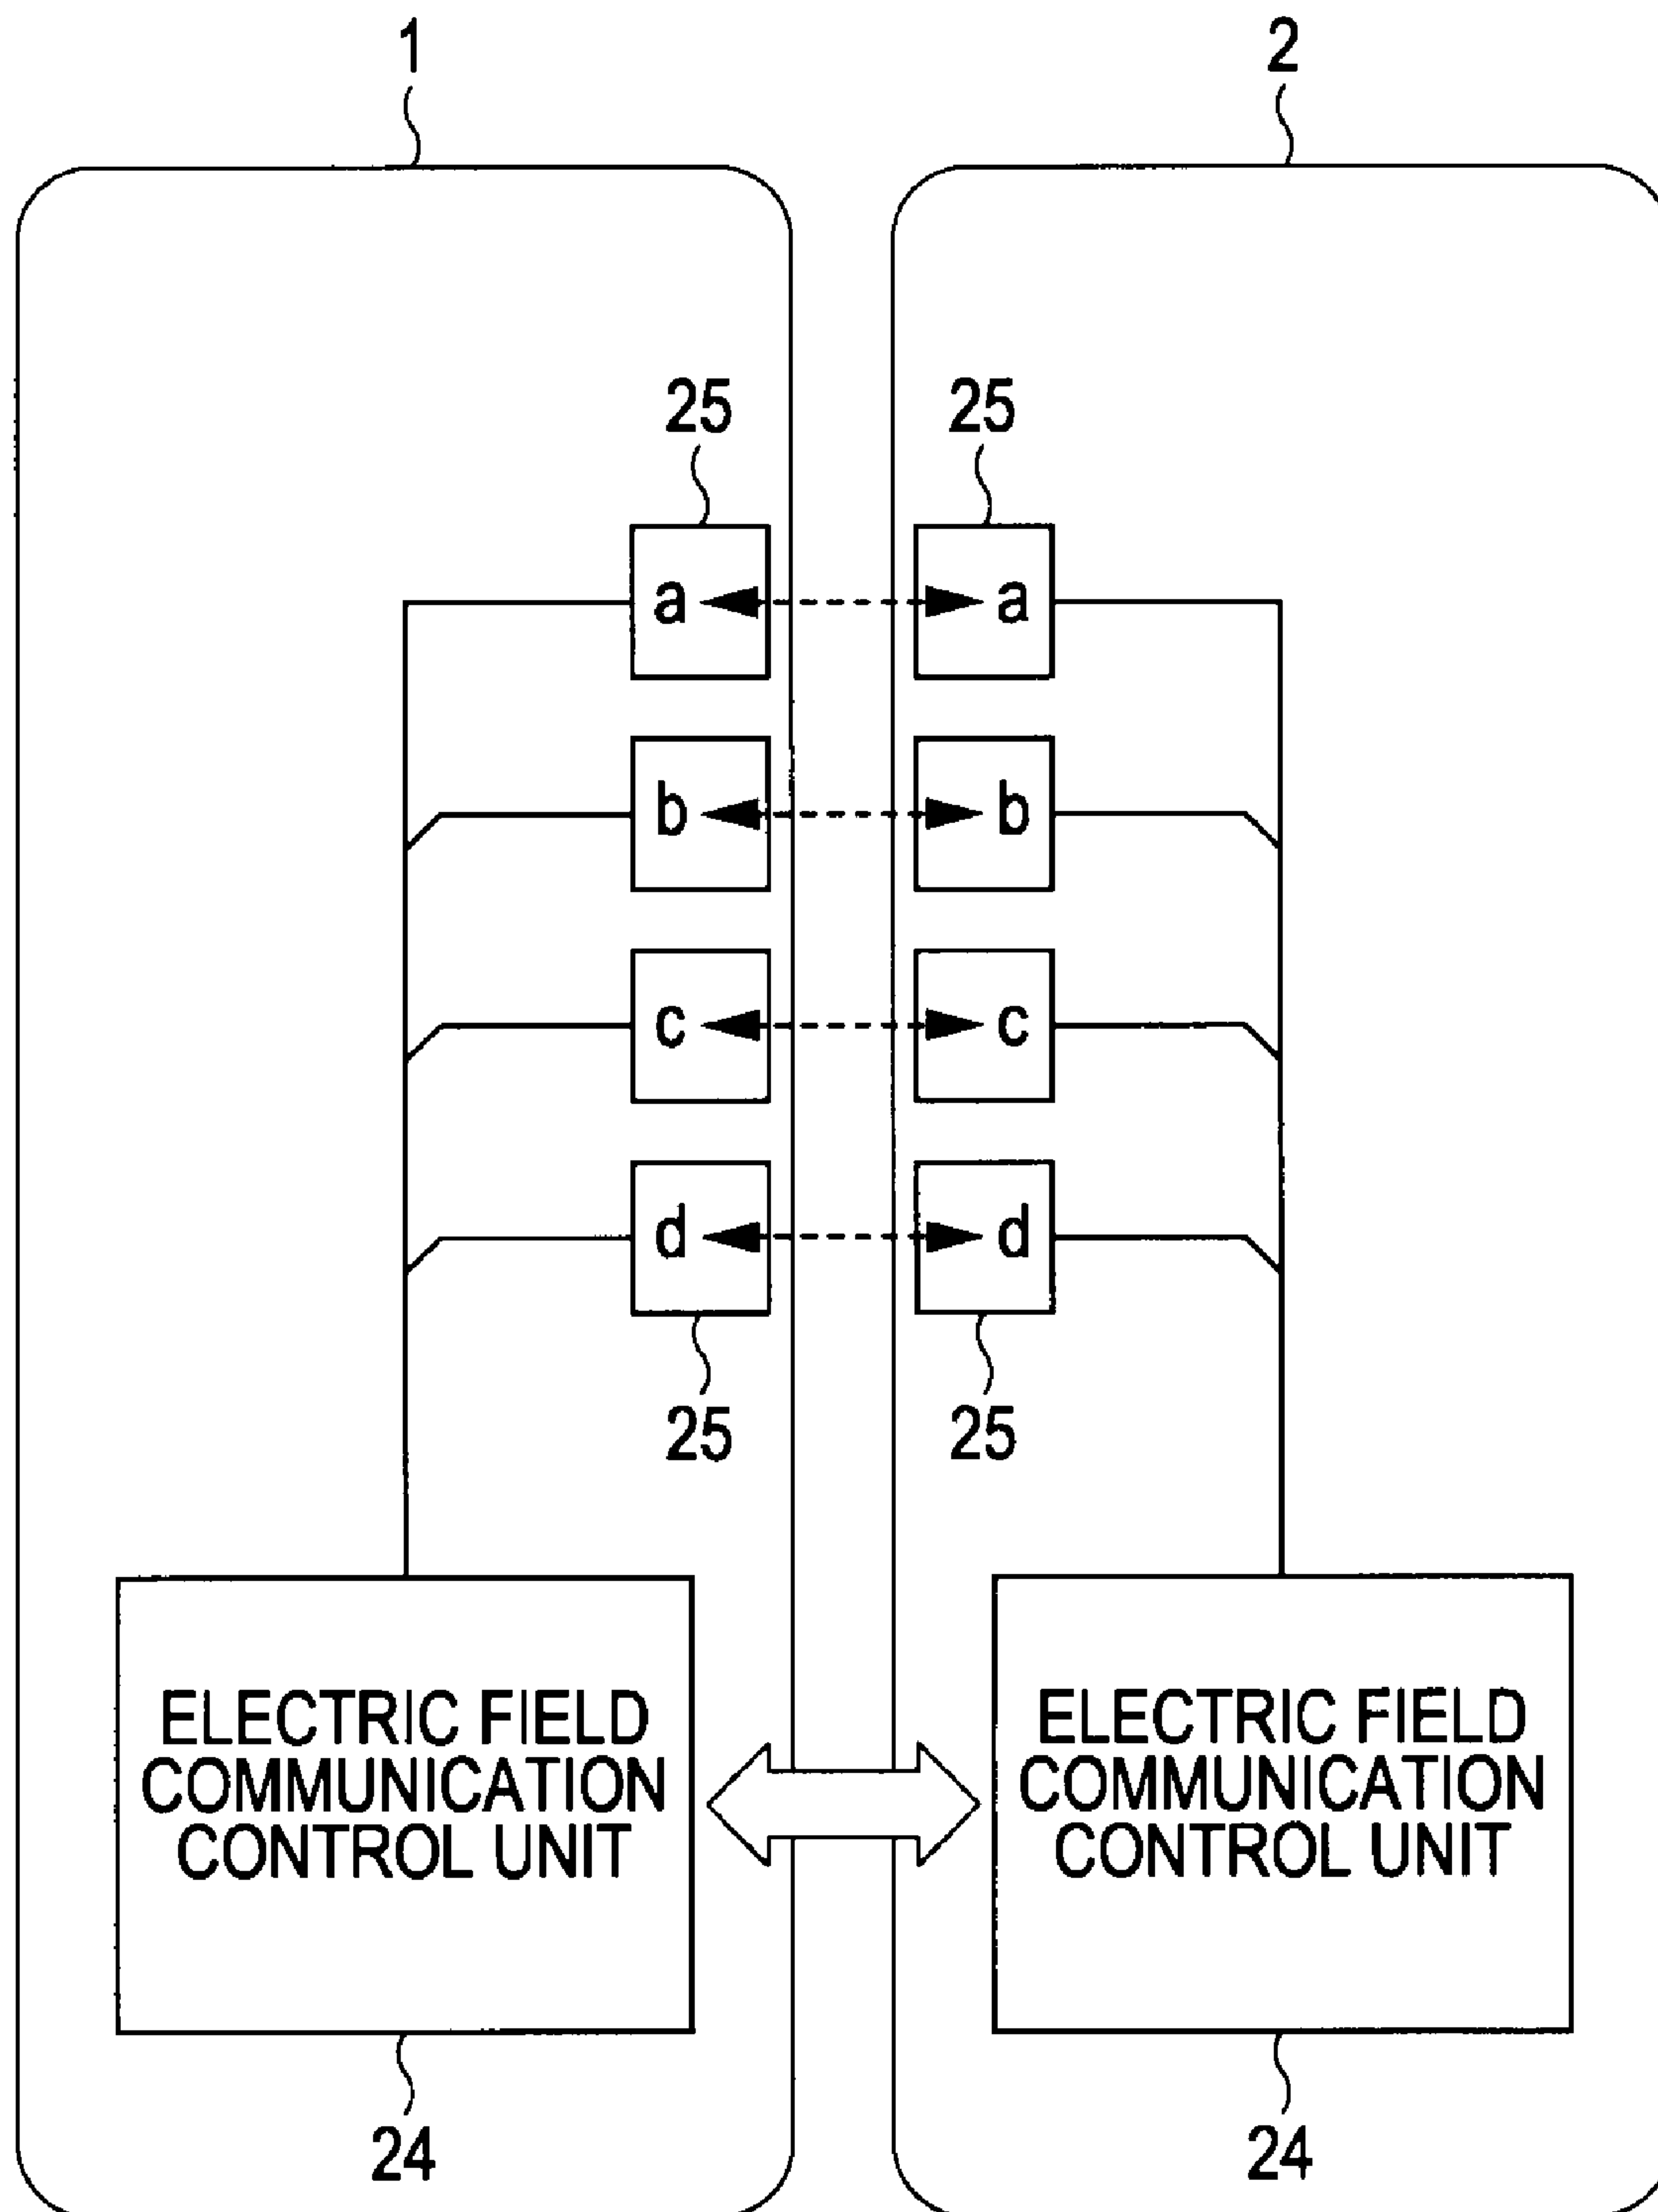 1
2
25
25
a
a
b
b
c
c
d
d
25
25
ELECTRIC FIELD
COMMUNICATION
CONTROL UNIT
ELECTRIC FIELD
COMMUNICATION
CONTROL UNIT
24
24